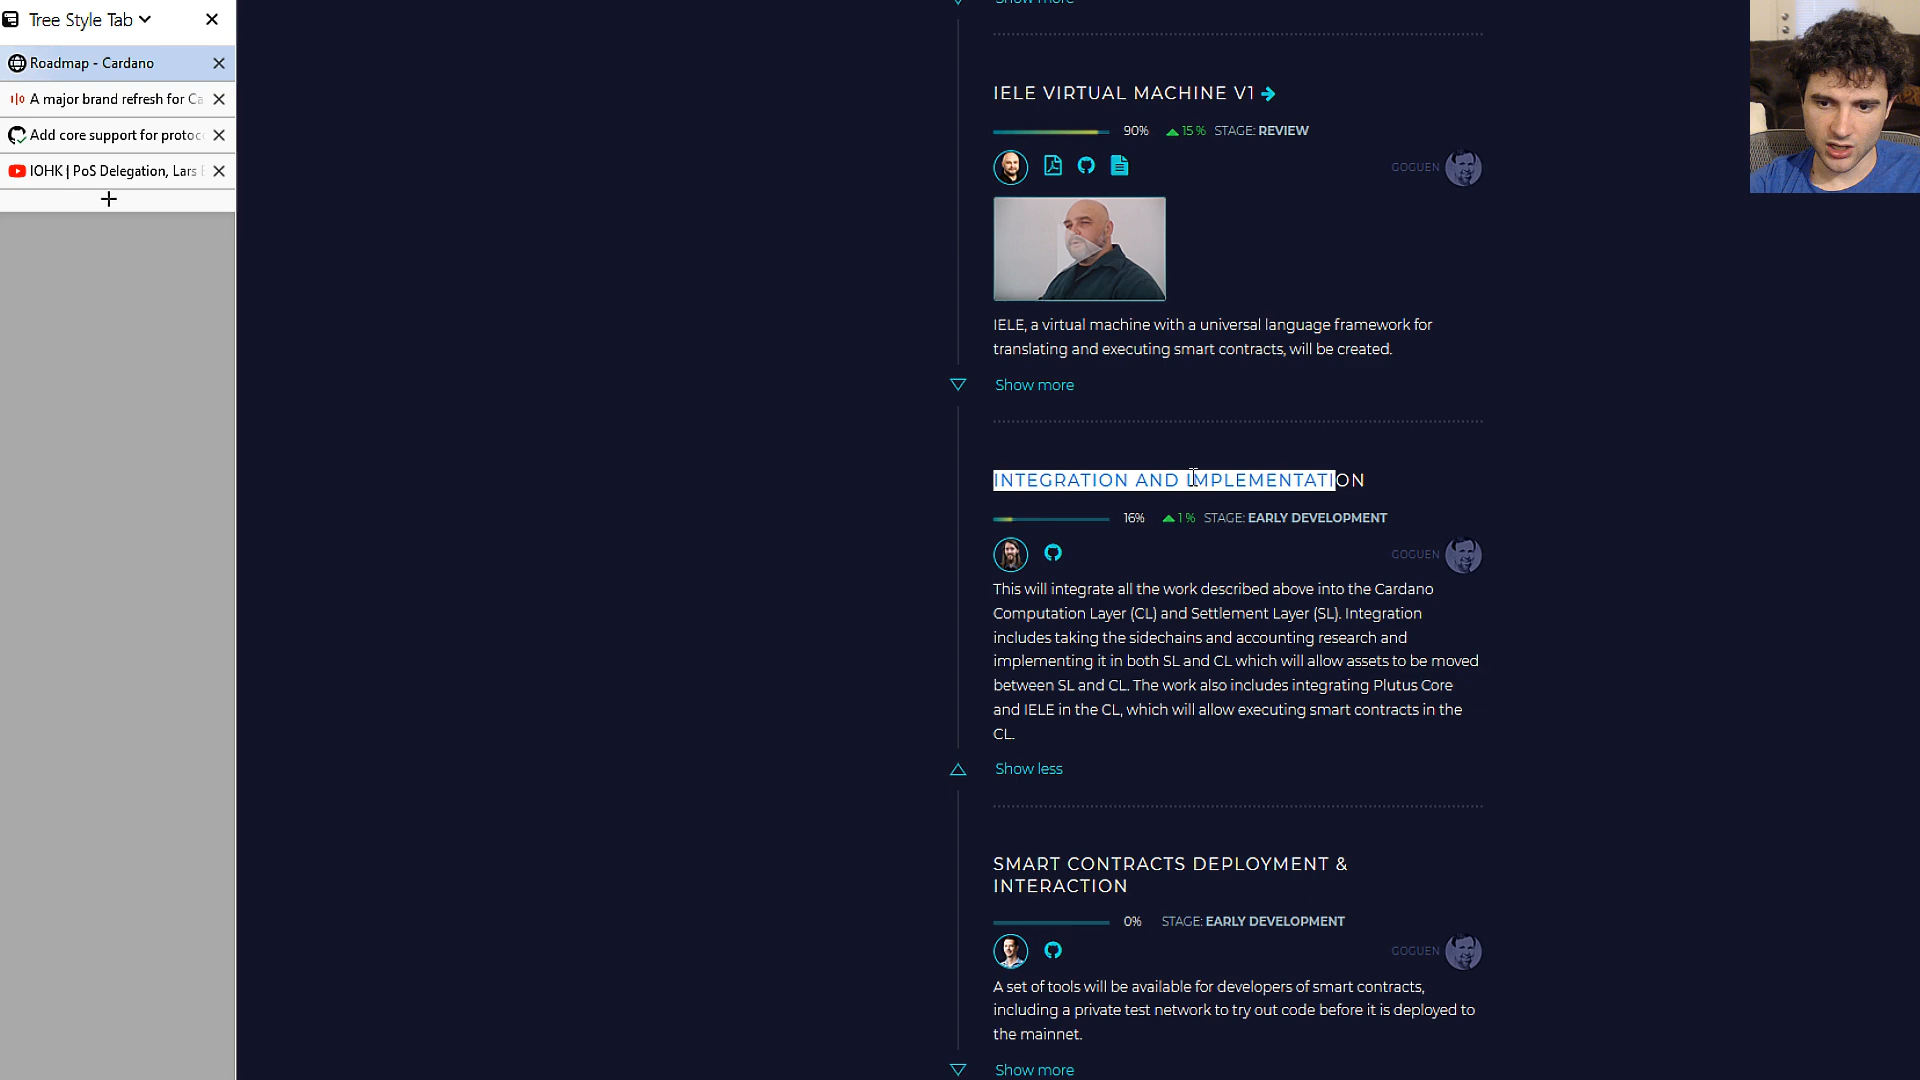 Tree Style Tab
Roadmap - Cardano
A major brand refresh for Ca
Add core support for protoc
IOHK | PoS Delegation, Lars
Show more
IELE VIRTUAL MACHINE V1
90% 15 % STAGE: REVIEW
GOGUEN
IELE, a virtual machine with a universal language framework for
translating and executing smart contracts, will be created.
Show more
INTEGRATION AND IMPLEMENTATION
16% 1 % STAGE: EARLY DEVELOPMENT
GOGUEN
This will integrate all the work described above into the Cardano
Computation Layer (CL) and Settlement Layer (SL). Integration
includes taking the sidechains and accounting research and
implementing it in both SL and CL which will allow assets to be moved
between SL and CL. The work also includes integrating Plutus Core
and IELE in the CL, which will allow executing smart contracts in the
CL.
Show less
SMART CONTRACTS DEPLOYMENT &
INTERACTION
0% STAGE: EARLY DEVELOPMENT
GOGUEN
A set of tools will be available for developers of smart contracts,
including a private test network to try out code before it is deployed to
the mainnet.
Show more